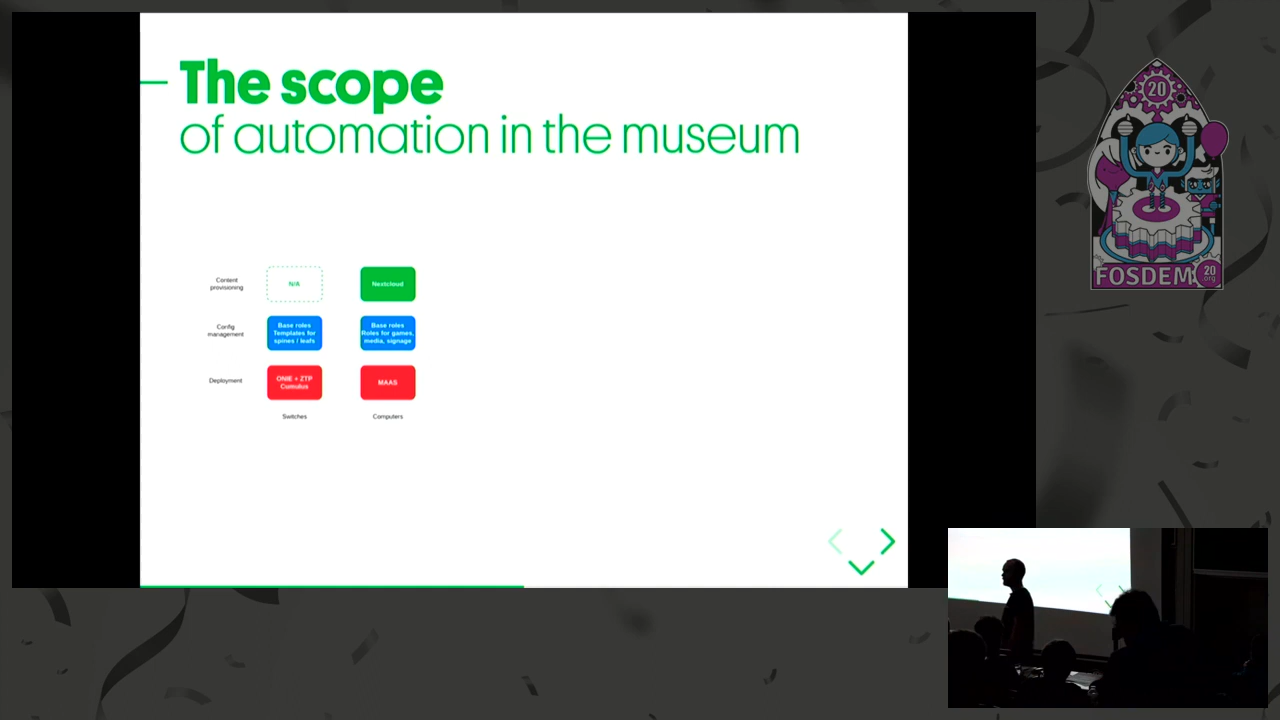 The scope
of automation in the museum
Content
provisioning
N/A
Nextcloud
Config
management
Base roles
Templates for
spines / leafs
Base roles
Roles for games,
media, signage
Deployment
ONIE + ZTP
Cumulus
MAAS
Switches
Computers
20
FOSDEM
20
.org